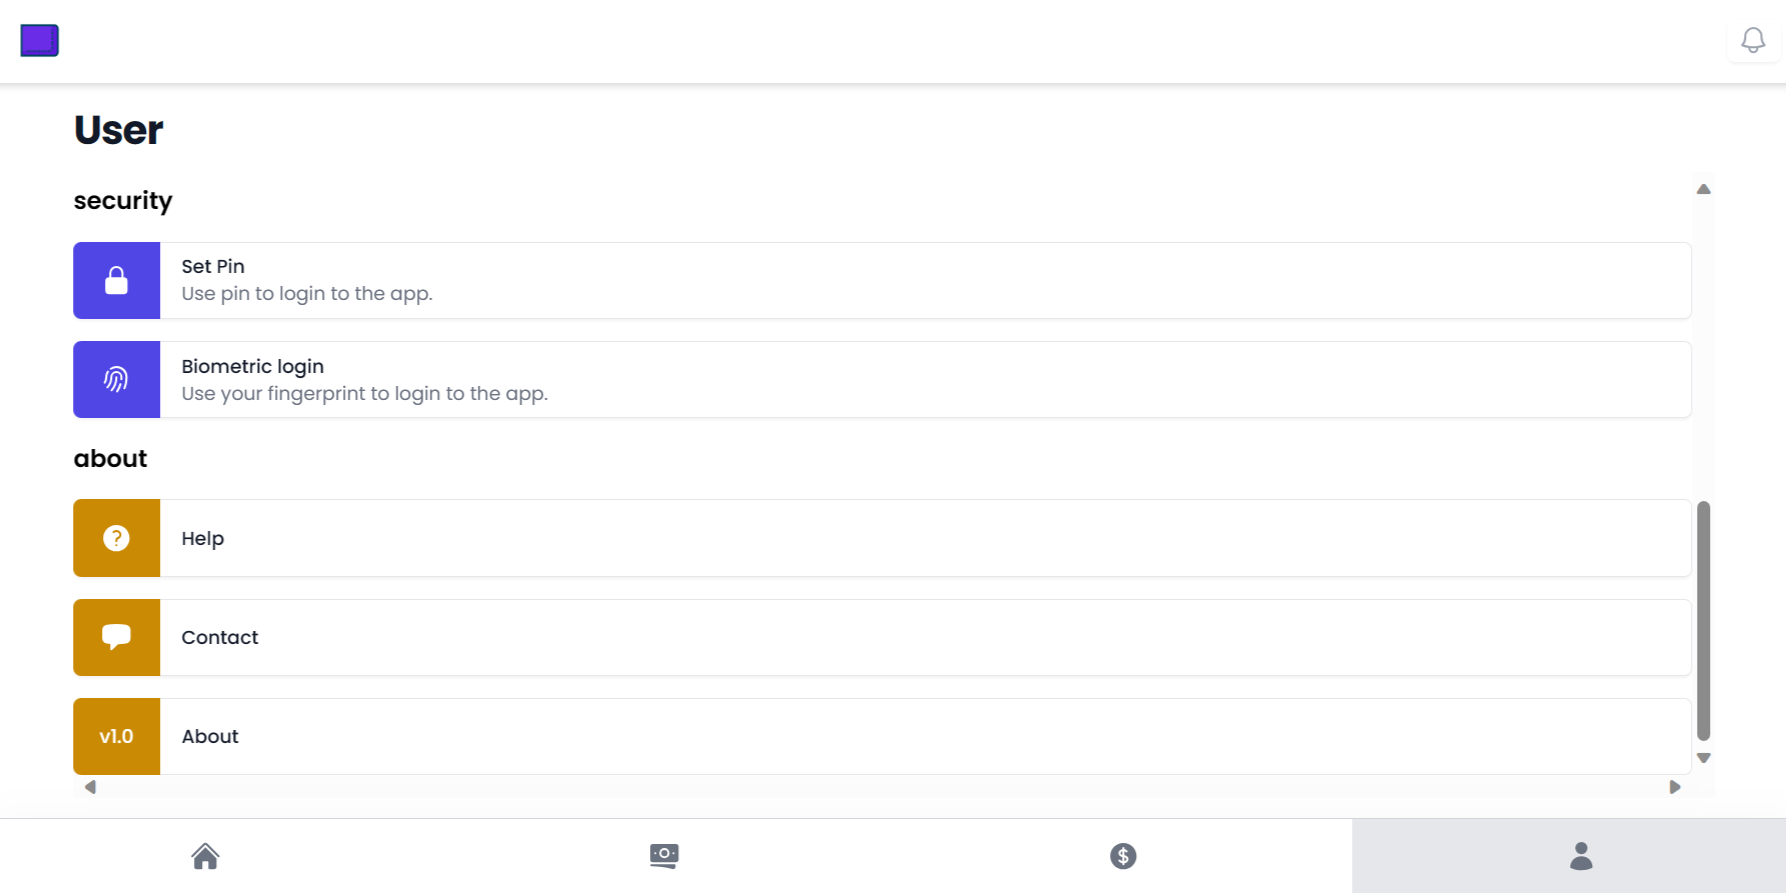 User
security
Set Pin
Use pin to login to the app.
Biometric login
Use your fingerprint to login to the app.
about
Help
Contact
v1.0 About